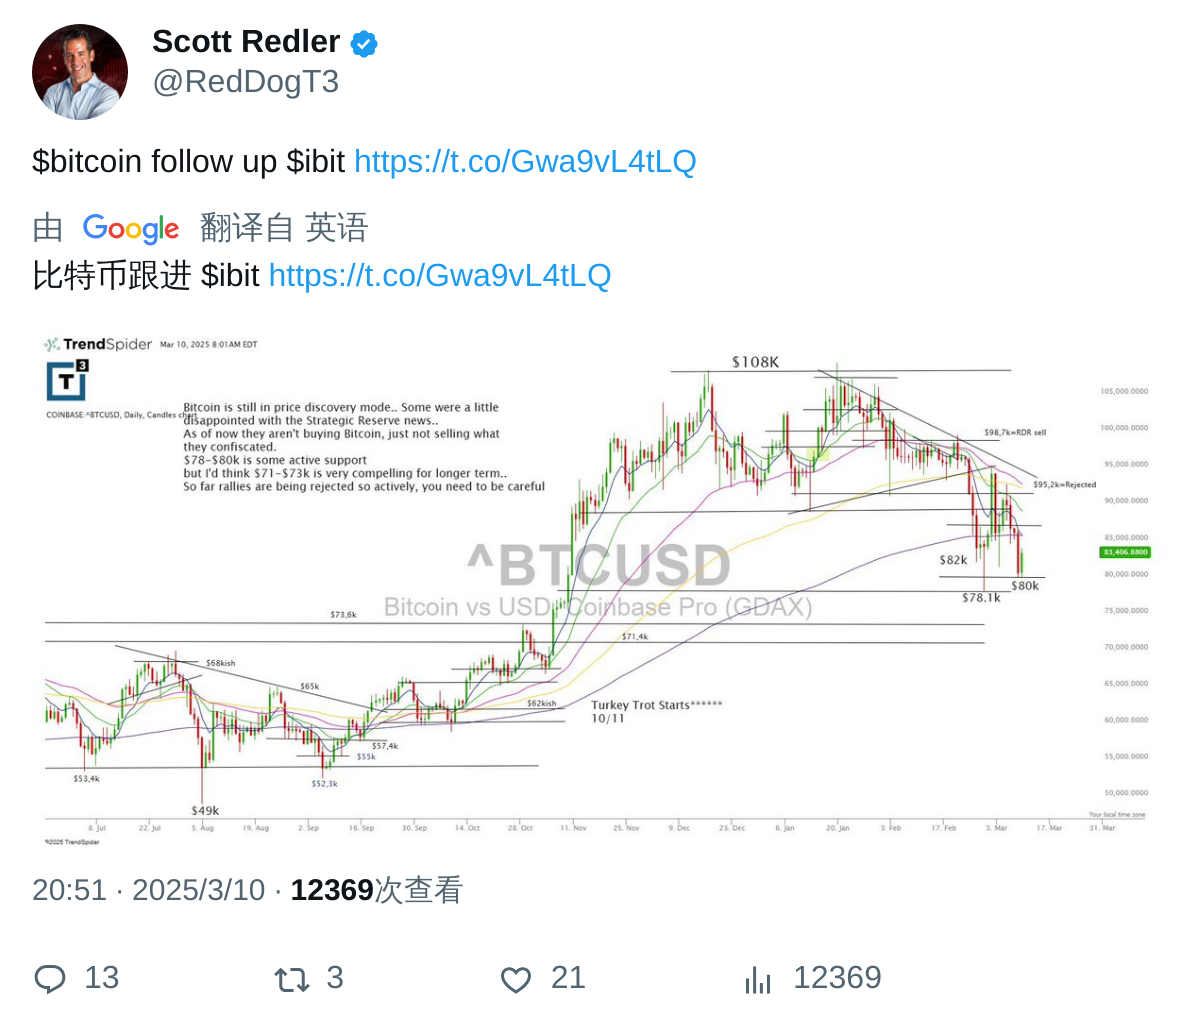 Scott Redler
@RedDogT3
$bitcoin follow up $ibit https://t.co/Gwa9vL4tLQ
由 Google 翻译自 英语
比特币跟进 $ibit https://t.co/Gwa9vL4tLQ
TrendSpider Mar 10, 2025 8:01AM EDT
T3
COINBASE:^BTCUSD, Daily, Candles chart
Bitcoin is still in price discovery mode.. Some were a little
disappointed with the Strategic Reserve news..
As of now they aren't buying Bitcoin, just not selling what
they confiscated.
$78-$80k is some active support
but I'd think $71-$73k is very compelling for longer term..
So far rallies are being rejected so actively, you need to be careful
$108K
$98,7k=RDR sell
$95,2k=Rejected
105,000.0000
100,000.0000
95,000.0000
90,000.0000
85,000.0000
83,406.8800
80,000.0000
75,000.0000
70,000.0000
65,000.0000
60,000.0000
55,000.0000
50,000.0000
^BTCUSD
Bitcoin vs USD, Coinbase Pro (GDAX)
$82k
$80k
$78.1k
$73,6k
$71,4k
$68kish
$65k
$62kish
Turkey Trot Starts******
10/11
$57,4k
$55k
$53,4k
$52,3k
$49k
Your local time zone
8. Jul 22. Jul 5. Aug 19. Aug 2. Sep 16. Sep 30. Sep 14. Oct 28. Oct 11. Nov 25. Nov 9. Dec 23. Dec 6. Jan 20. Jan 3. Feb 17. Feb 3. Mar 17. Mar 31. Mar
©2025 TrendSpider
20:51 · 2025/3/10 · 12369次查看
13 3 21 12369